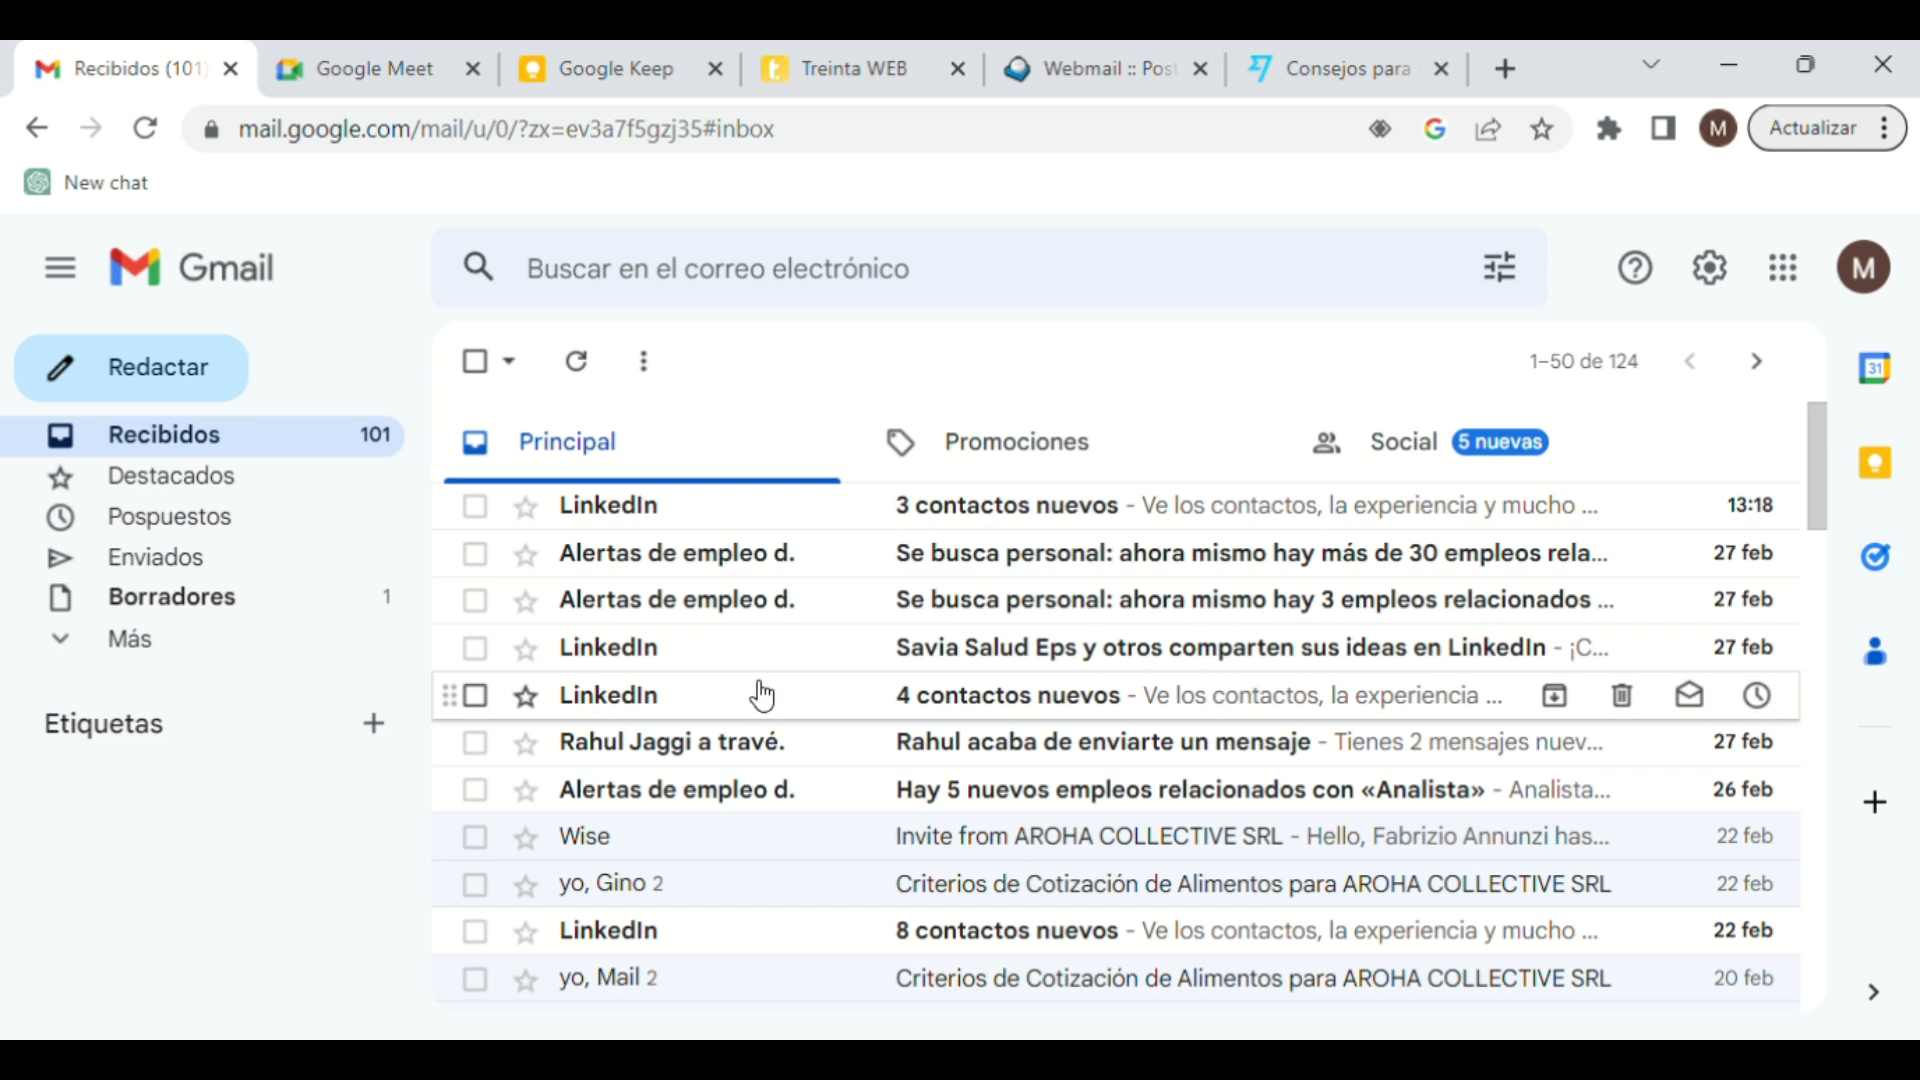 Recibidos (101) Google Meet Google Keep Treinta WEB Webmail :: Post Consejos para
mail.google.com/mail/u/0/?zx=ev3a7f5gzj35#inbox M Actualizar
New chat
Gmail Buscar en el correo electrónico M
Redactar
1–50 de 124
Recibidos 101
Destacados
Pospuestos
Enviados
Borradores 1
Más
Etiquetas
Principal Promociones Social 5 nuevas
LinkedIn 3 contactos nuevos - Ve los contactos, la experiencia y mucho ... 13:18
Alertas de empleo d. Se busca personal: ahora mismo hay más de 30 empleos rela... 27 feb
Alertas de empleo d. Se busca personal: ahora mismo hay 3 empleos relacionados ... 27 feb
LinkedIn Savia Salud Eps y otros comparten sus ideas en LinkedIn - ¡C... 27 feb
LinkedIn 4 contactos nuevos - Ve los contactos, la experiencia ...
Rahul Jaggi a travé. Rahul acaba de enviarte un mensaje - Tienes 2 mensajes nuev... 27 feb
Alertas de empleo d. Hay 5 nuevos empleos relacionados con «Analista» - Analista... 26 feb
Wise Invite from AROHA COLLECTIVE SRL - Hello, Fabrizio Annunzi has... 22 feb
yo, Gino 2 Criterios de Cotización de Alimentos para AROHA COLLECTIVE SRL 22 feb
LinkedIn 8 contactos nuevos - Ve los contactos, la experiencia y mucho ... 22 feb
yo, Mail 2 Criterios de Cotización de Alimentos para AROHA COLLECTIVE SRL 20 feb
31